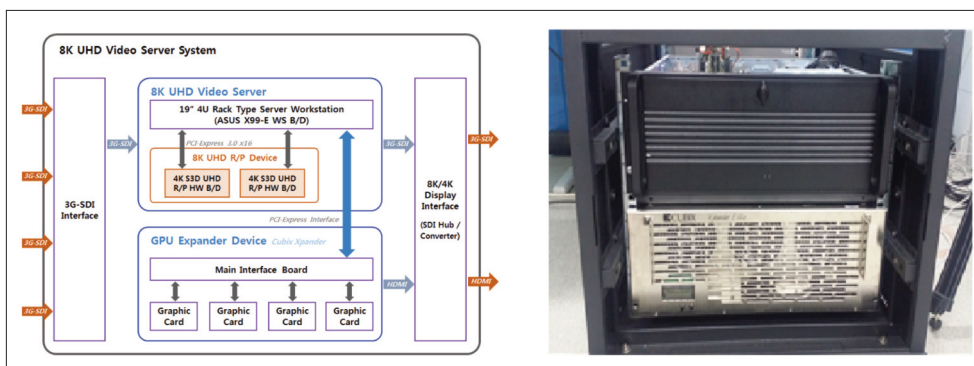 8K UHD Video Server System
3G-SDI
3G-SDI
3G-SDI
3G-SDI
3G-SDI
Interface
3G-SDI
8K UHD Video Server
19" 4U Rack Type Server Workstation
(ASUS X99-E WS B/D)
PCI-Express 3.0 x16
8K UHD R/P Device
4K S3D UHD
R/P HW B/D
4K S3D UHD
R/P HW B/D
PCI-Express Interface
GPU Expander Device Cubix Xpander
Main Interface Board
Graphic
Card
Graphic
Card
Graphic
Card
Graphic
Card
3G-SDI
HDMI
8K/4K
Display
Interface
(SDI Hub /
Converter)
3G-SDI
HDMI
CUBIX